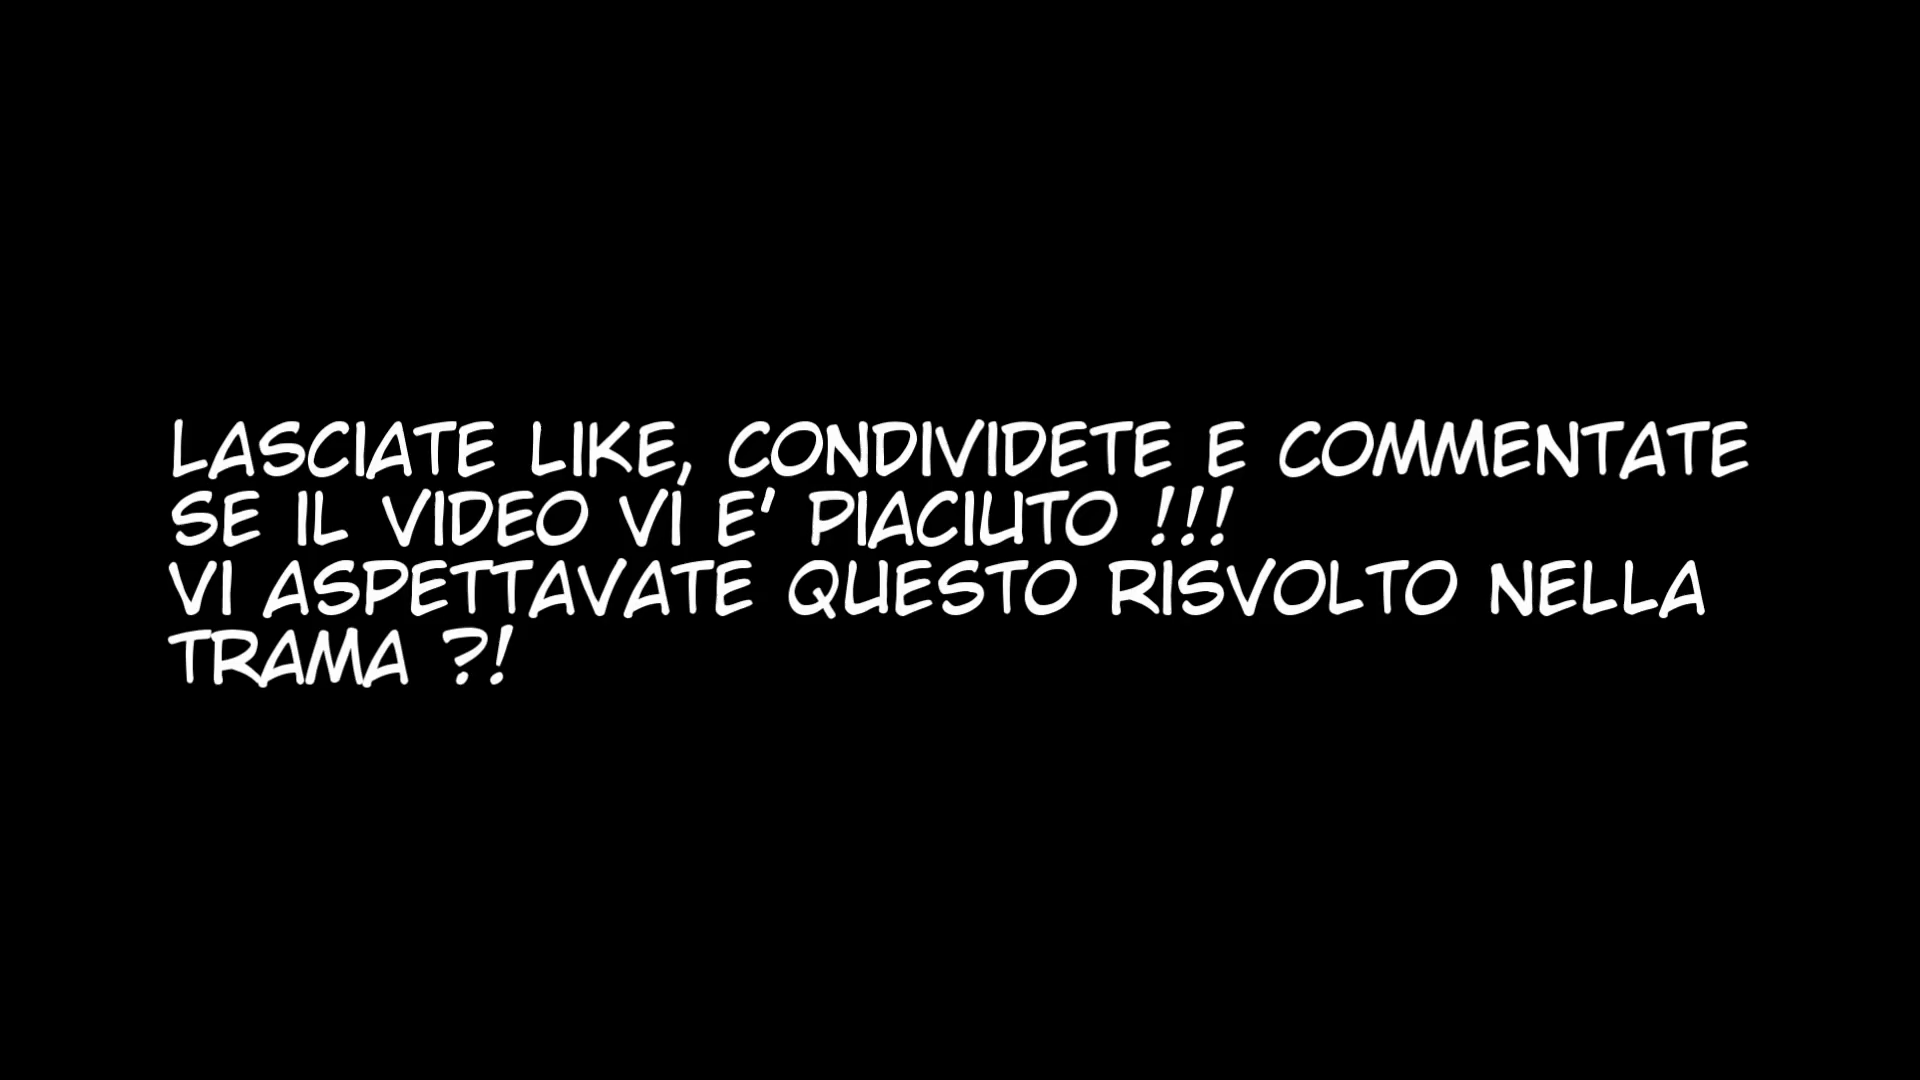 LASCIATE LIKE, CONDIVIDETE E COMMENTATE
SE IL VIDEO VI E' PIACIUTO !!!
VI ASPETTAVATE QUESTO RISVOLTO NELLA
TRAMA ?!